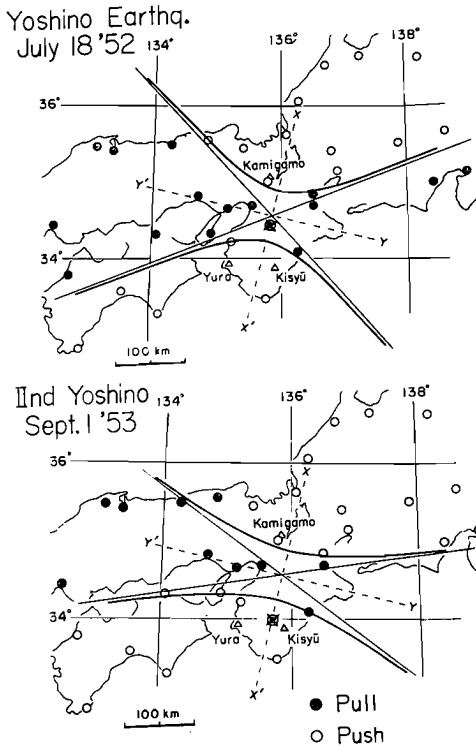 Yoshino Earthq.
July 18 '52
134° 136° 138°
36°
X
Kamigamo
Y'
Y
34°
Yura Kisyū
X'
100 km
IInd Yoshino
Sept. 1 '53
134° 136° 138°
36°
X
Kamigamo
Y'
Y
34°
Yura Kisyū
X'
100 km
Pull
Push